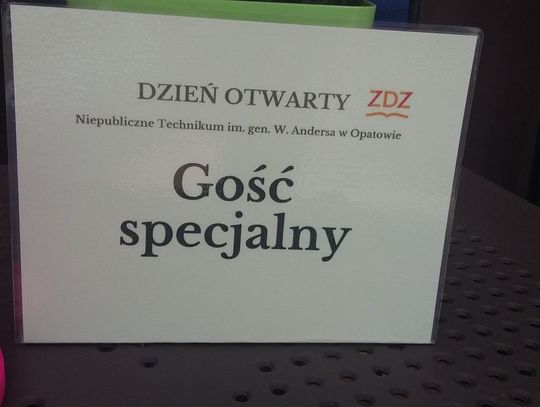 DZIEŃ OTWARTY ZDZ
Niepubliczne Technikum im. gen. W. Andersa w Opatowie
Gość
specjalny